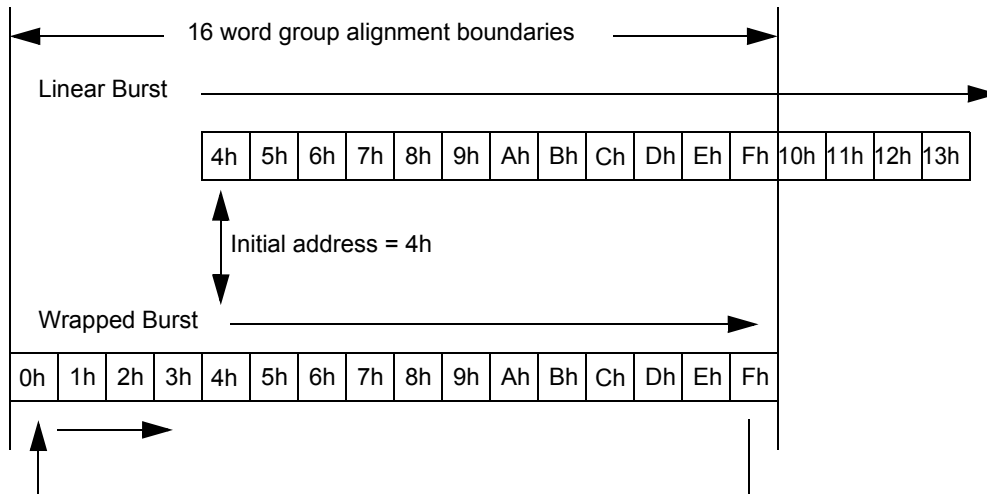 16 word group alignment boundaries
Linear Burst
4h 5h 6h 7h 8h 9h Ah Bh Ch Dh Eh Fh 10h 11h 12h 13h
Initial address = 4h
Wrapped Burst
0h 1h 2h 3h 4h 5h 6h 7h 8h 9h Ah Bh Ch Dh Eh Fh